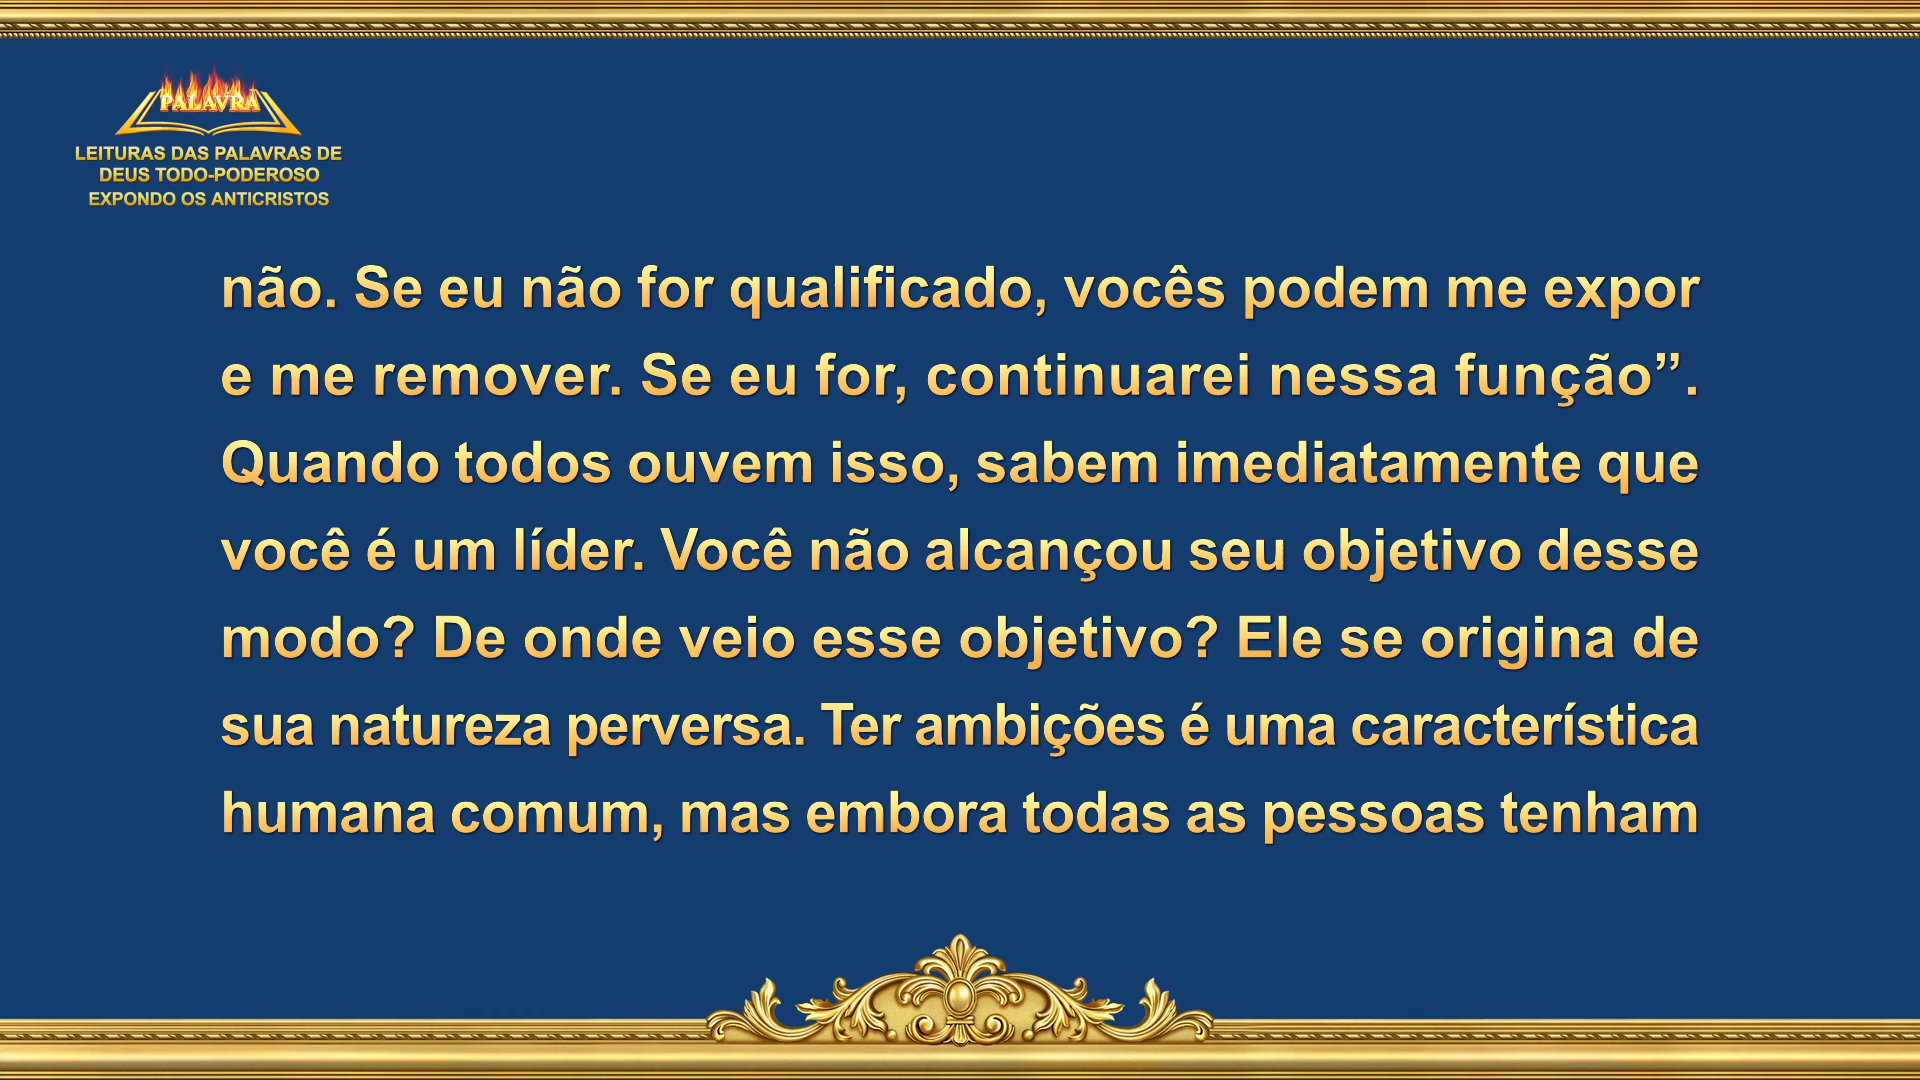 PALAVRA
LEITURAS DAS PALAVRAS DE
DEUS TODO-PODEROSO
EXPONDO OS ANTICRISTOS
não. Se eu não for qualificado, vocês podem me expor
e me remover. Se eu for, continuarei nessa função”.
Quando todos ouvem isso, sabem imediatamente que
você é um líder. Você não alcançou seu objetivo desse
modo? De onde veio esse objetivo? Ele se origina de
sua natureza perversa. Ter ambições é uma característica
humana comum, mas embora todas as pessoas tenham